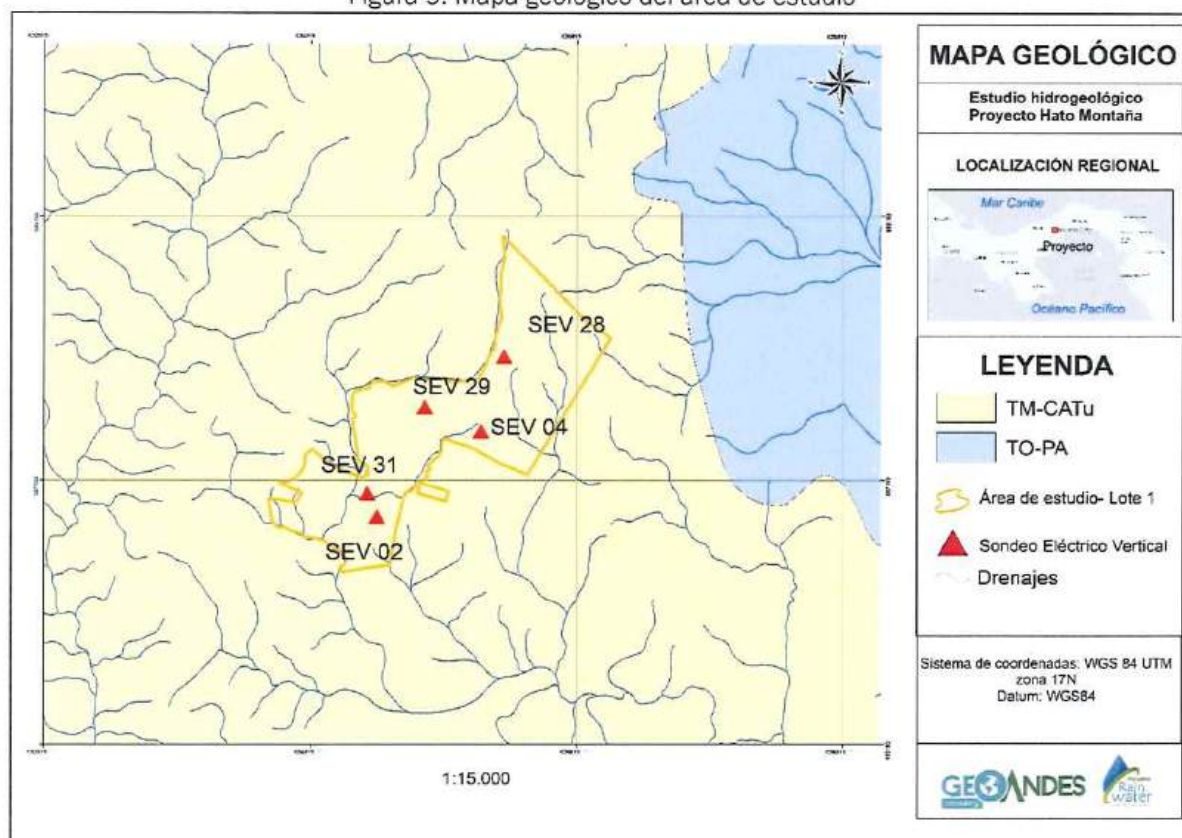 Figura 9. Mapa geológico del área de estudio
MAPA GEOLÓGICO
Estudio hidrogeológico
Proyecto Hato Montaña
LOCALIZACIÓN REGIONAL
Mar Caribe
Proyecto
Océano Pacífico
LEYENDA
TM-CATu
TO-PA
Área de estudio- Lote 1
Sondeo Eléctrico Vertical
Drenajes
Sistema de coordenadas: WGS 84 UTM
zona 17N
Datum: WGS84
GEOANDES
Rain
water
SEV 28
SEV 29
SEV 04
SEV 31
SEV 02
1:15.000